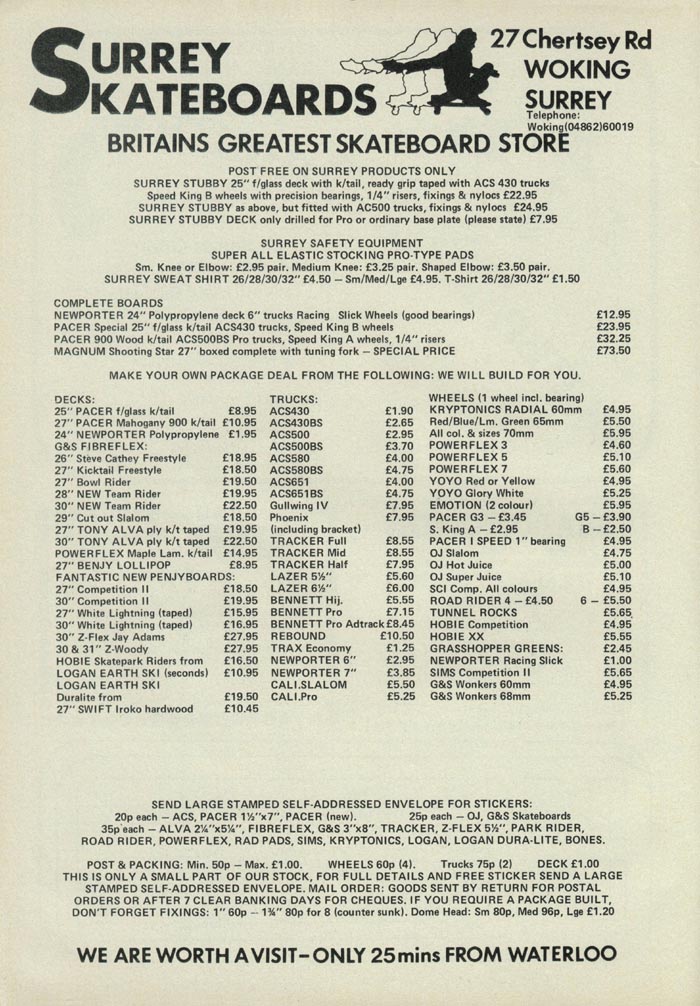 SURREY
SKATEBOARDS
27 Chertsey Rd
WOKING
SURREY
Telephone:
Woking(04862)60019
BRITAINS GREATEST SKATEBOARD STORE
POST FREE ON SURREY PRODUCTS ONLY
SURREY STUBBY 25" f/glass deck with k/tail, ready grip taped with ACS 430 trucks
Speed King B wheels with precision bearings, 1/4" risers, fixings & nylocs £22.95
SURREY STUBBY as above, but fitted with AC500 trucks, fixings & nylocs £24.95
SURREY STUBBY DECK only drilled for Pro or ordinary base plate (please state) £7.95
SURREY SAFETY EQUIPMENT
SUPER ALL ELASTIC STOCKING PRO-TYPE PADS
Sm. Knee or Elbow: £2.95 pair. Medium Knee: £3.25 pair. Shaped Elbow: £3.50 pair.
SURREY SWEAT SHIRT 26/28/30/32" £4.50 – Sm/Med/Lge £4.95. T-Shirt 26/28/30/32" £1.50
COMPLETE BOARDS
NEWPORTER 24" Polypropylene deck 6" trucks Racing Slick Wheels (good bearings) £12.95
PACER Special 25" f/glass k/tail ACS430 trucks, Speed King B wheels £23.95
PACER 900 Wood k/tail ACS500BS Pro trucks, Speed King A wheels, 1/4" risers £32.25
MAGNUM Shooting Star 27" boxed complete with tuning fork – SPECIAL PRICE £73.50
MAKE YOUR OWN PACKAGE DEAL FROM THE FOLLOWING: WE WILL BUILD FOR YOU.
DECKS:
25" PACER f/glass k/tail £8.95
27" PACER Mahogany 900 k/tail £10.95
24" NEWPORTER Polypropylene £1.95
G&S FIBREFLEX:
26" Steve Cathey Freestyle £18.95
27" Kicktail Freestyle £18.50
27" Bowl Rider £19.50
28" NEW Team Rider £19.95
30" NEW Team Rider £22.50
29" Cut out Slalom £18.50
27" TONY ALVA ply k/t taped £19.95
30" TONY ALVA ply k/t taped £22.50
POWERFLEX Maple Lam. k/tail £14.95
27" BENJY LOLLIPOP £8.95
FANTASTIC NEW PENJYBOARDS:
27" Competition II £18.50
30" Competition II £19.95
27" White Lightning (taped) £15.95
30" White Lightning (taped) £16.95
30" Z-Flex Jay Adams £27.95
30 & 31" Z-Woody £27.95
HOBIE Skatepark Riders from £16.50
LOGAN EARTH SKI (seconds) £10.95
LOGAN EARTH SKI
Duralite from £19.50
27" SWIFT Iroko hardwood £10.45
TRUCKS:
ACS430 £1.90
ACS430BS £2.65
ACS500 £2.95
ACS500BS £3.70
ACS580 £4.00
ACS580BS £4.75
ACS651 £4.00
ACS651BS £4.75
Gullwing IV £7.95
Phoenix £7.95
(including bracket)
TRACKER Full £8.55
TRACKER Mid £8.55
TRACKER Half £7.95
LAZER 5½" £5.60
LAZER 6½" £6.00
BENNETT Hij. £5.55
BENNETT Pro £7.15
BENNETT Pro Adtrack £8.45
REBOUND £10.50
TRAX Economy £1.25
NEWPORTER 6" £2.95
NEWPORTER 7" £3.85
CALI.SLALOM £5.50
CALI.Pro £5.25
WHEELS (1 wheel incl. bearing)
KRYPTONICS RADIAL 60mm £4.95
Red/Blue/Lm. Green 65mm £5.50
All col. & sizes 70mm £5.95
POWERFLEX 3 £4.60
POWERFLEX 5 £5.10
POWERFLEX 7 £5.60
YOYO Red or Yellow £4.95
YOYO Glory White £5.25
EMOTION (2 colour) £5.95
PACER G3 – £3.45 G5 – £3.90
S. King A – £2.95 B – £2.50
PACER I SPEED 1" bearing £4.95
OJ Slalom £4.75
OJ Hot Juice £5.00
OJ Super Juice £5.10
SCI Comp. All colours £4.95
ROAD RIDER 4 – £4.50 6 – £5.50
TUNNEL ROCKS £5.65
HOBIE Competition £4.95
HOBIE XX £5.55
GRASSHOPPER GREENS: £2.45
NEWPORTER Racing Slick £1.00
SIMS Competition II £5.65
G&S Wonkers 60mm £4.95
G&S Wonkers 68mm £5.25
SEND LARGE STAMPED SELF-ADDRESSED ENVELOPE FOR STICKERS:
20p each – ACS, PACER 1½"x7", PACER (new). 25p each – OJ, G&S Skateboards
35p each – ALVA 2¼"x5¼", FIBREFLEX, G&S 3"x8", TRACKER, Z-FLEX 5½", PARK RIDER,
ROAD RIDER, POWERFLEX, RAD PADS, SIMS, KRYPTONICS, LOGAN, LOGAN DURA-LITE, BONES.
POST & PACKING: Min. 50p – Max. £1.00. WHEELS 60p (4). Trucks 75p (2) DECK £1.00
THIS IS ONLY A SMALL PART OF OUR STOCK, FOR FULL DETAILS AND FREE STICKER SEND A LARGE
STAMPED SELF-ADDRESSED ENVELOPE. MAIL ORDER: GOODS SENT BY RETURN FOR POSTAL
ORDERS OR AFTER 7 CLEAR BANKING DAYS FOR CHEQUES. IF YOU REQUIRE A PACKAGE BUILT,
DON'T FORGET FIXINGS: 1" 60p – 1¾" 80p for 8 (counter sunk). Dome Head: Sm 80p, Med 96p, Lge £1.20
WE ARE WORTH A VISIT – ONLY 25mins FROM WATERLOO